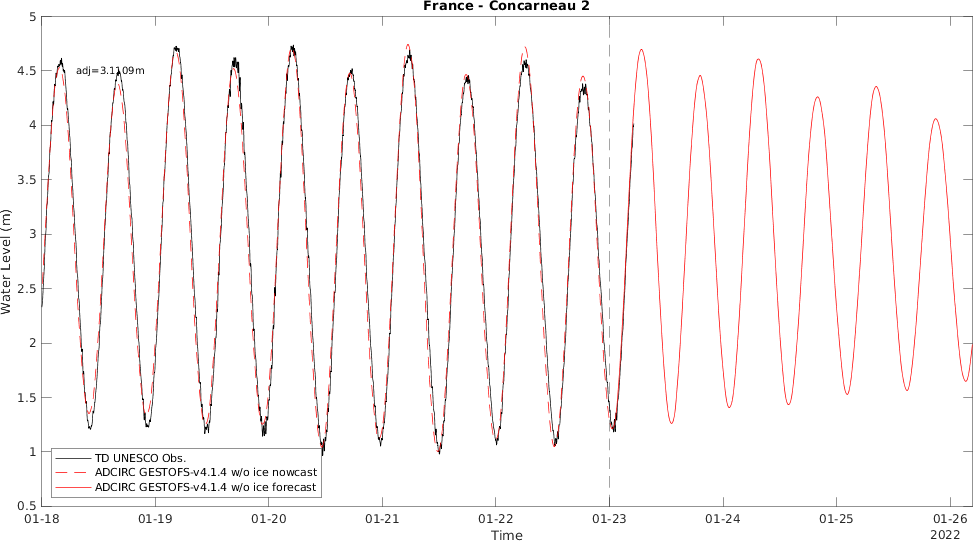 France - Concarneau 2
adj=3.1109m
5
4.5
4
3.5
3
2.5
2
1.5
1
0.5
Water Level (m)
TD UNESCO Obs.
ADCIRC GESTOFS-v4.1.4 w/o ice nowcast
ADCIRC GESTOFS-v4.1.4 w/o ice forecast
01-18 01-19 01-20 01-21 01-22 01-23 01-24 01-25 01-26
Time 2022